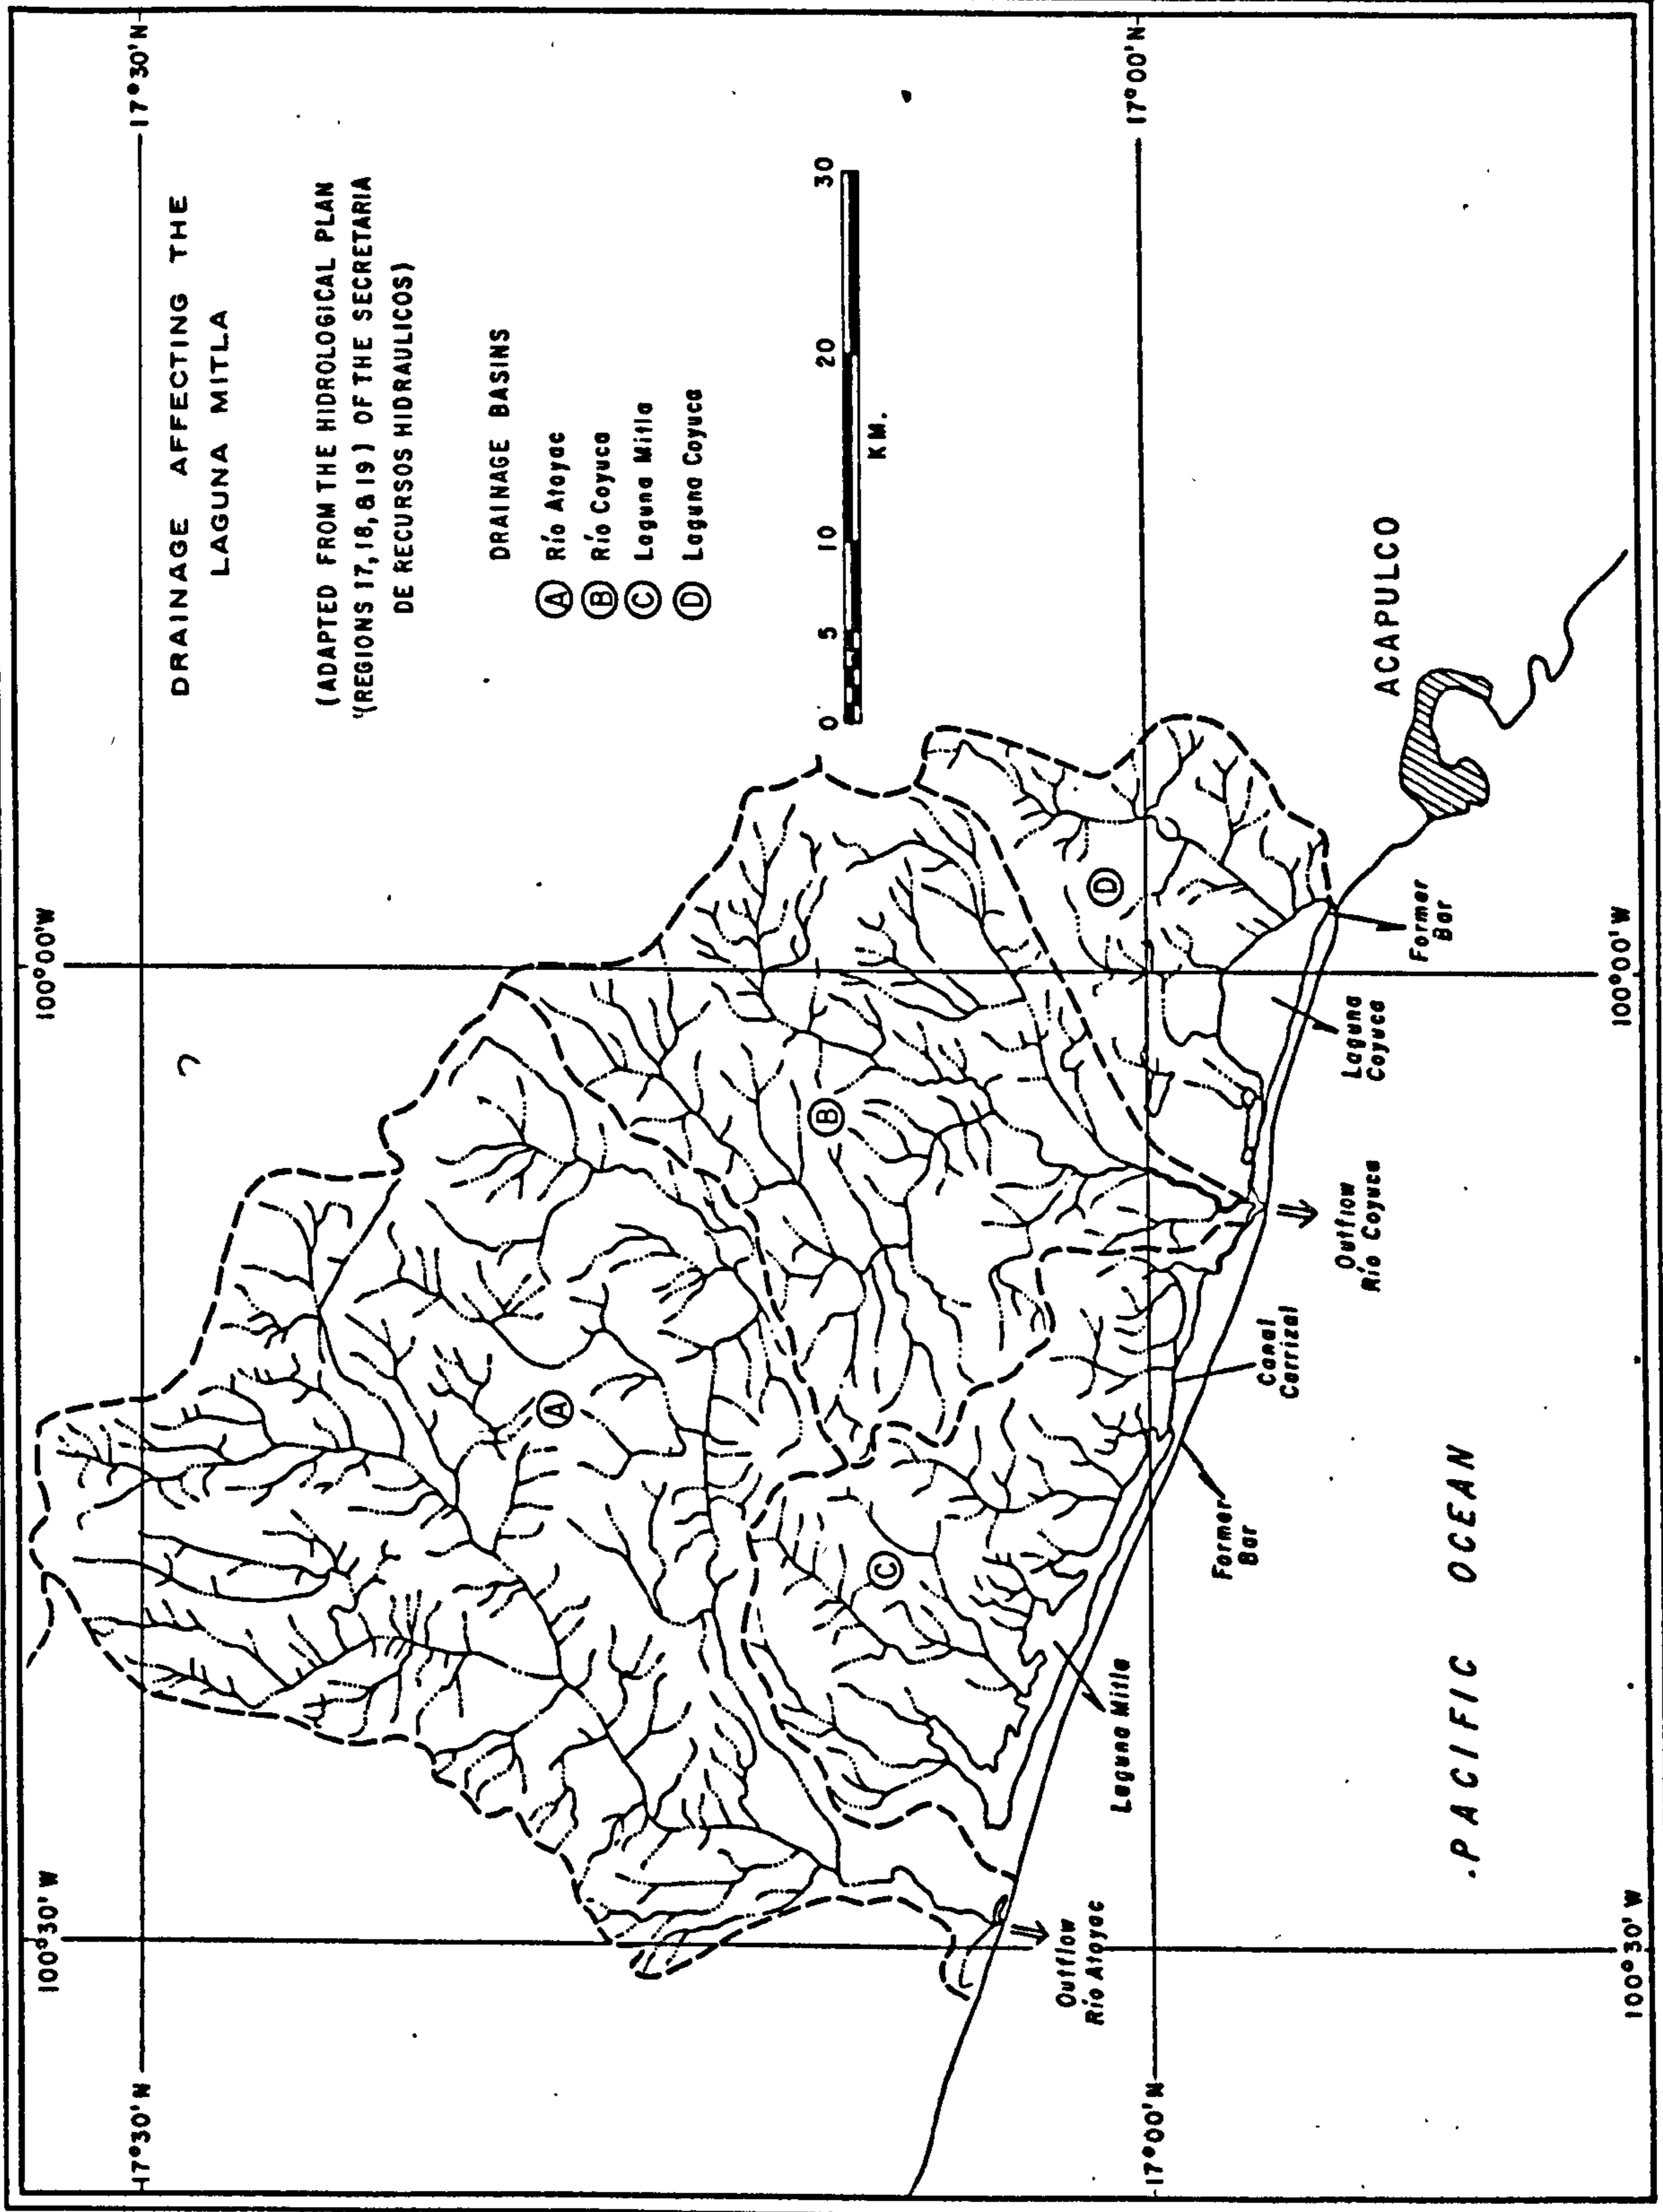 DRAINAGE AFFECTING THE
LAGUNA MITLA
(ADAPTED FROM THE HIDROLOGICAL PLAN
(REGIONS 17, 18, & 19) OF THE SECRETARIA
DE RECURSOS HIDRAULICOS)
DRAINAGE BASINS
A Río Atoyac
B Río Coyuca
C Laguna Mitla
D Laguna Coyuca
0 5 10 20 30
KM.
100°30'W
100°00'W
17°30'N
17°30'N
A
B
C
D
17°00'N
17°00'N
Outflow
Río Atoyac
Laguna Mitla
Former
Bar
Canal
Carrizal
Outflow
Río Coyuca
Laguna
Coyuca
Former
Bar
ACAPULCO
PACIFIC OCEAN
100°30'W
100°00'W